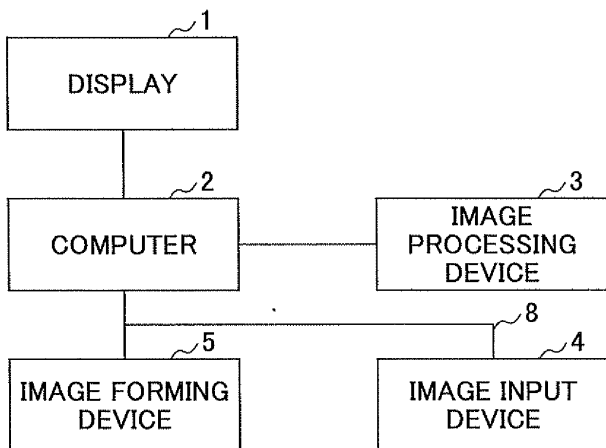 1
DISPLAY
2
COMPUTER
3
IMAGE
PROCESSING
DEVICE
8
5
IMAGE FORMING
DEVICE
4
IMAGE INPUT
DEVICE